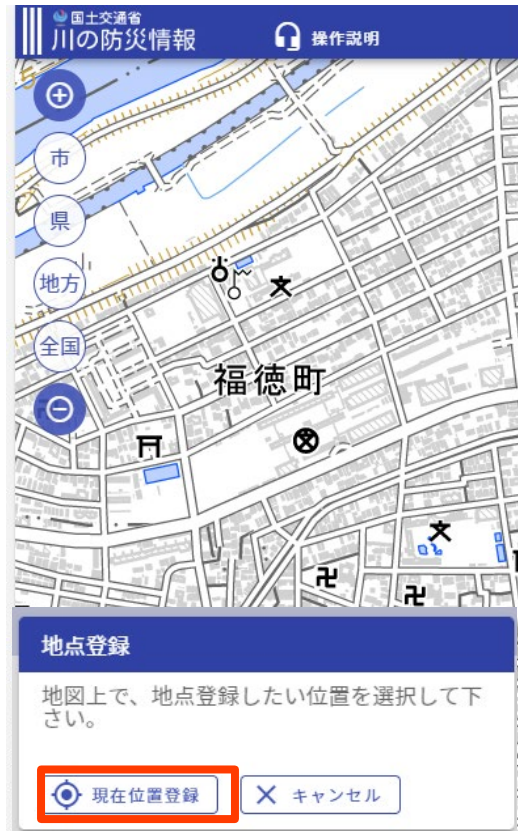 国土交通省
川の防災情報
操作説明
市
県
地方
全国
福徳町
地点登録
地図上で、地点登録したい位置を選択して下
さい。
現在位置登録
キャンセル